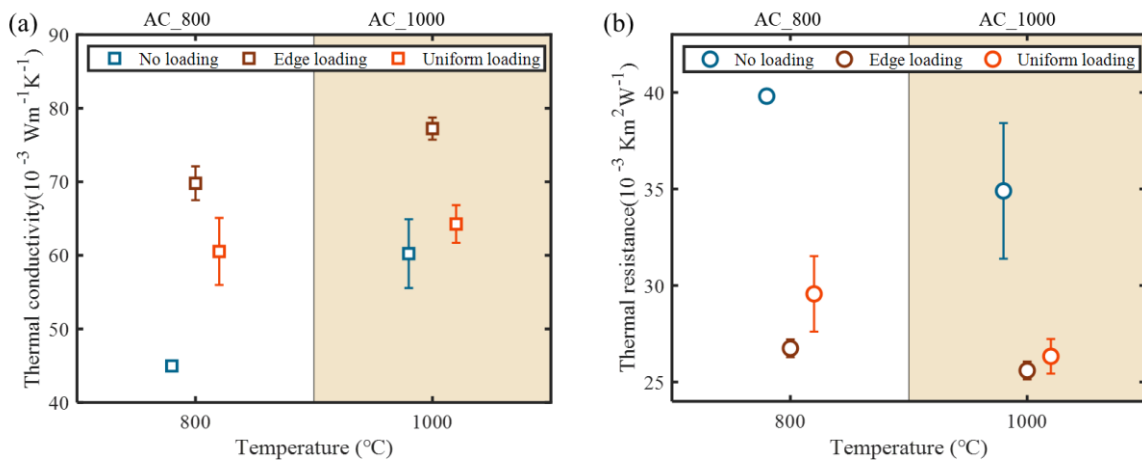 (a)
AC_800
AC_1000
No loading
Edge loading
Uniform loading
Thermal conductivity(10⁻³ Wm⁻¹K⁻¹)
90
80
70
60
50
40
800
1000
Temperature (°C)
(b)
AC_800
AC_1000
No loading
Edge loading
Uniform loading
Thermal resistance(10⁻³ Km²W⁻¹)
40
35
30
25
800
1000
Temperature (°C)